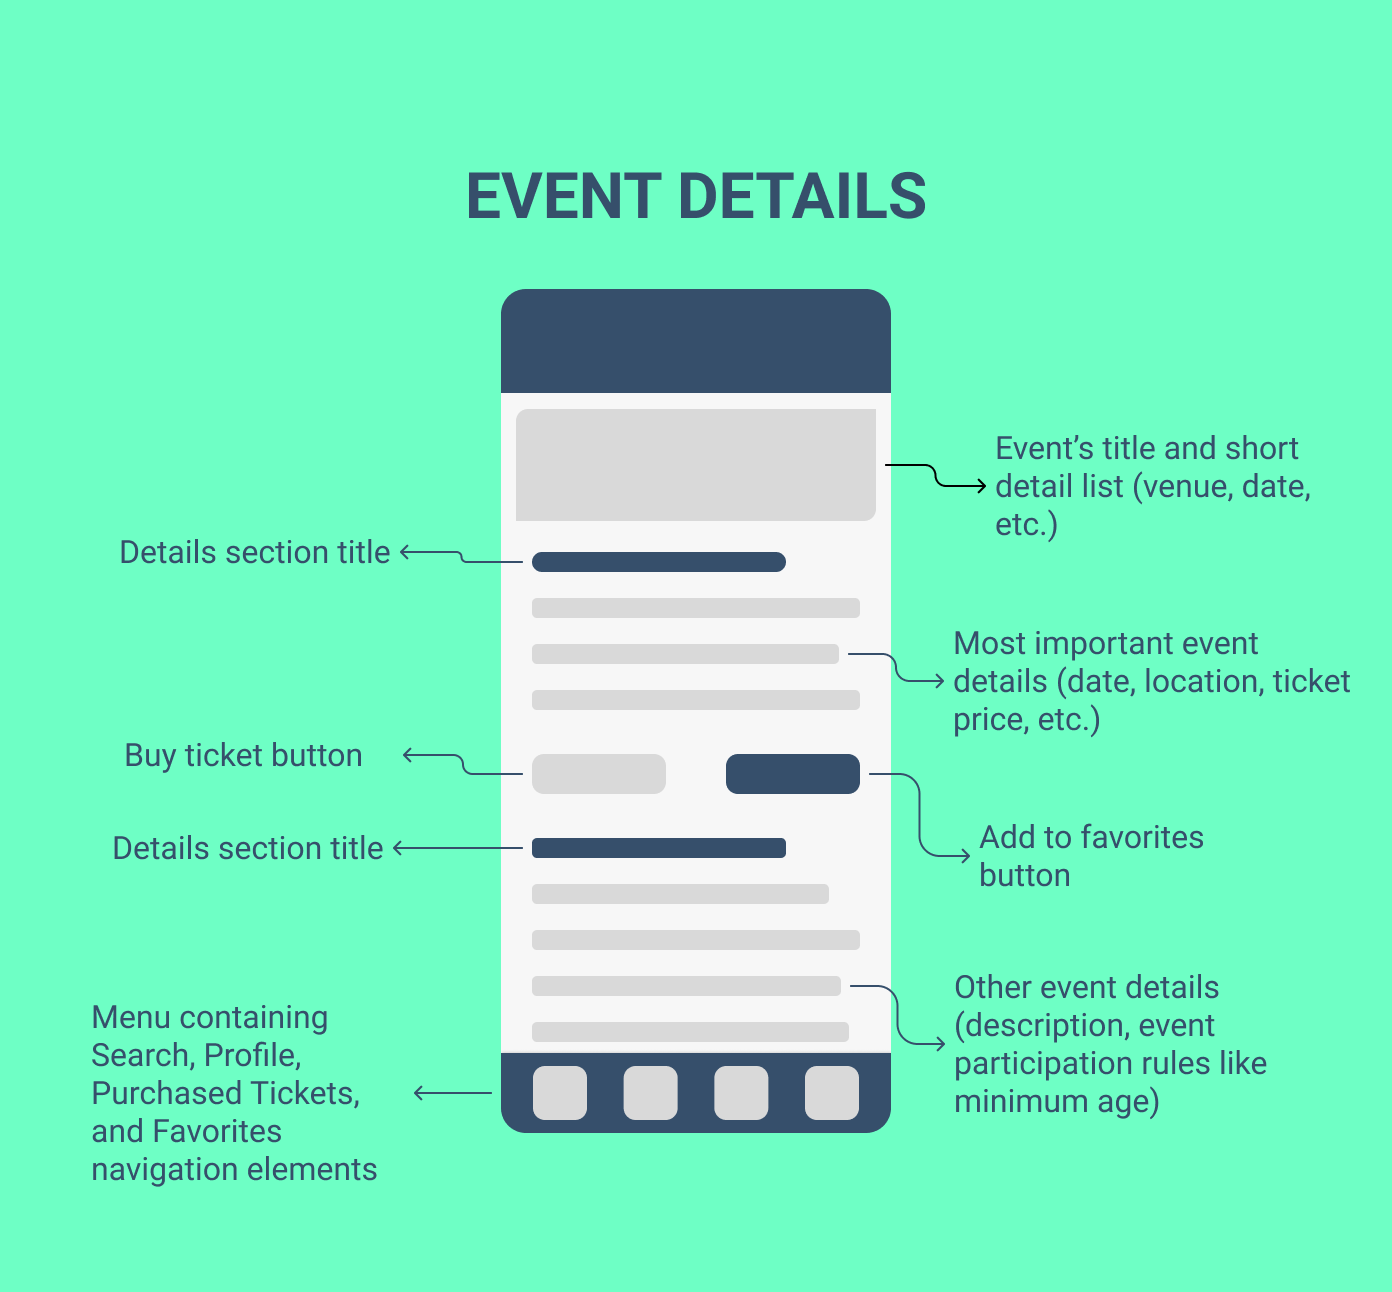 EVENT DETAILS
Event’s title and short
detail list (venue, date,
etc.)
Details section title
Most important event
details (date, location, ticket
price, etc.)
Buy ticket button
Add to favorites
button
Details section title
Other event details
(description, event
participation rules like
minimum age)
Menu containing
Search, Profile,
Purchased Tickets,
and Favorites
navigation elements